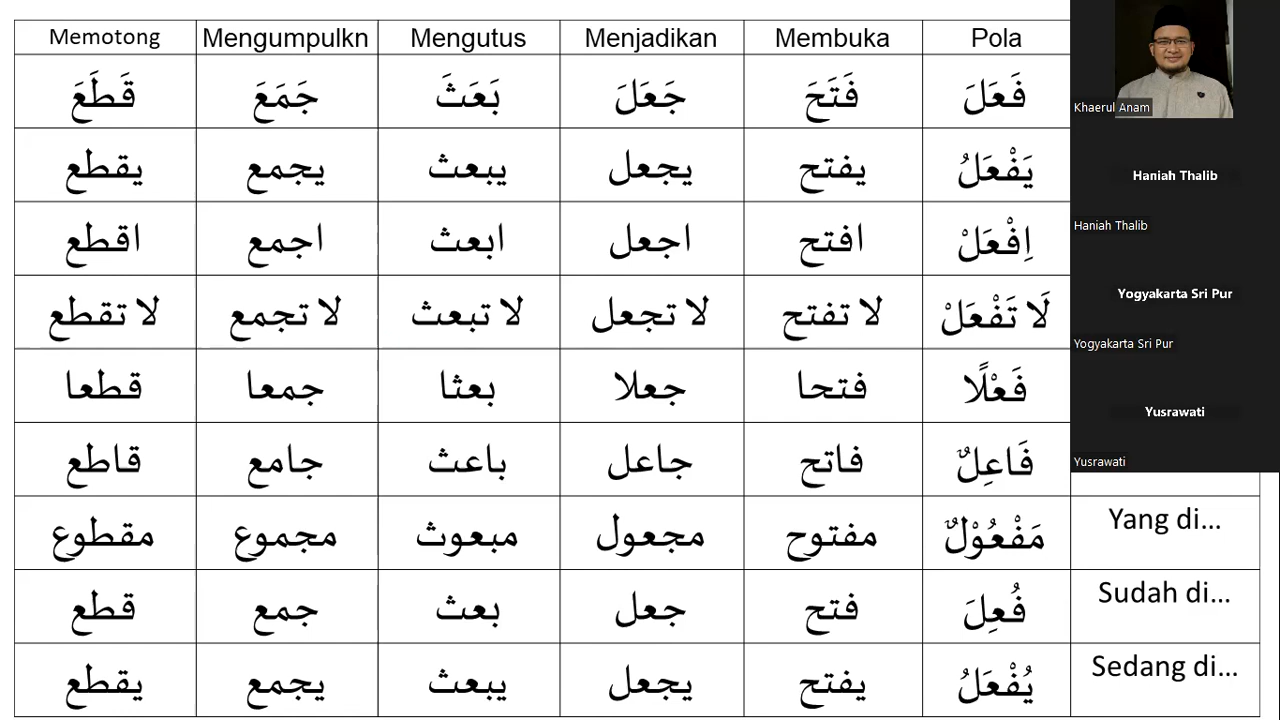 Memotong Mengumpulkn Mengutus Menjadikan Membuka Pola
قَطَعَ جَمَعَ بَعَثَ جَعَلَ فَتَحَ فَعَلَ
يقطع يجمع يبعث يجعل يفتح يَفْعَلُ
اقطع اجمع ابعث اجعل افتح اِفْعَلْ
لا تقطع لا تجمع لا تبعث لا تجعل لا تفتح لَا تَفْعَلْ
قطعا جمعا بعثا جعلا فتحا فَعْلًا
قاطع جامع باعث جاعل فاتح فَاعِلٌ
مقطوع مجموع مبعوث مجعول مفتوح مَفْعُوْلٌ Yang di...
قطع جمع بعث جعل فتح فُعِلَ Sudah di...
يقطع يجمع يبعث يجعل يفتح يُفْعَلُ Sedang di...
Khaerul Anam
Haniah Thalib
Haniah Thalib
Yogyakarta Sri Pur
Yogyakarta Sri Pur
Yusrawati
Yusrawati